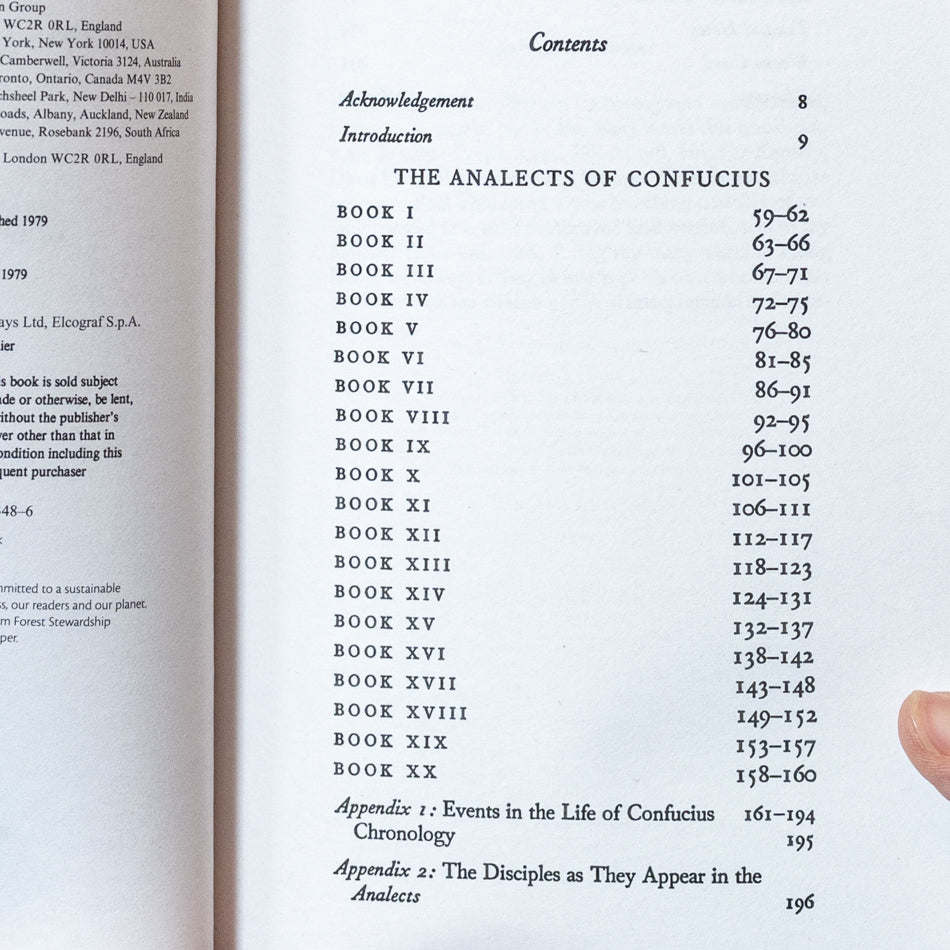 n Group
WC2R 0RL, England
York, New York 10014, USA
Camberwell, Victoria 3124, Australia
ronto, Ontario, Canada M4V 3B2
chsheel Park, New Delhi – 110 017, India
oads, Albany, Auckland, New Zealand
venue, Rosebank 2196, South Africa
London WC2R 0RL, England
hed 1979
1979
ays Ltd, Elcograf S.p.A.
ier
s book is sold subject
ade or otherwise, be lent,
ithout the publisher's
ver other than that in
ondition including this
quent purchaser
48–6
mmitted to a sustainable
ss, our readers and our planet.
m Forest Stewardship
per.
Contents
Acknowledgement 8
Introduction 9
THE ANALECTS OF CONFUCIUS
BOOK I 59–62
BOOK II 63–66
BOOK III 67–71
BOOK IV 72–75
BOOK V 76–80
BOOK VI 81–85
BOOK VII 86–91
BOOK VIII 92–95
BOOK IX 96–100
BOOK X 101–105
BOOK XI 106–111
BOOK XII 112–117
BOOK XIII 118–123
BOOK XIV 124–131
BOOK XV 132–137
BOOK XVI 138–142
BOOK XVII 143–148
BOOK XVIII 149–152
BOOK XIX 153–157
BOOK XX 158–160
Appendix 1: Events in the Life of Confucius 161–194
Chronology 195
Appendix 2: The Disciples as They Appear in the
Analects 196